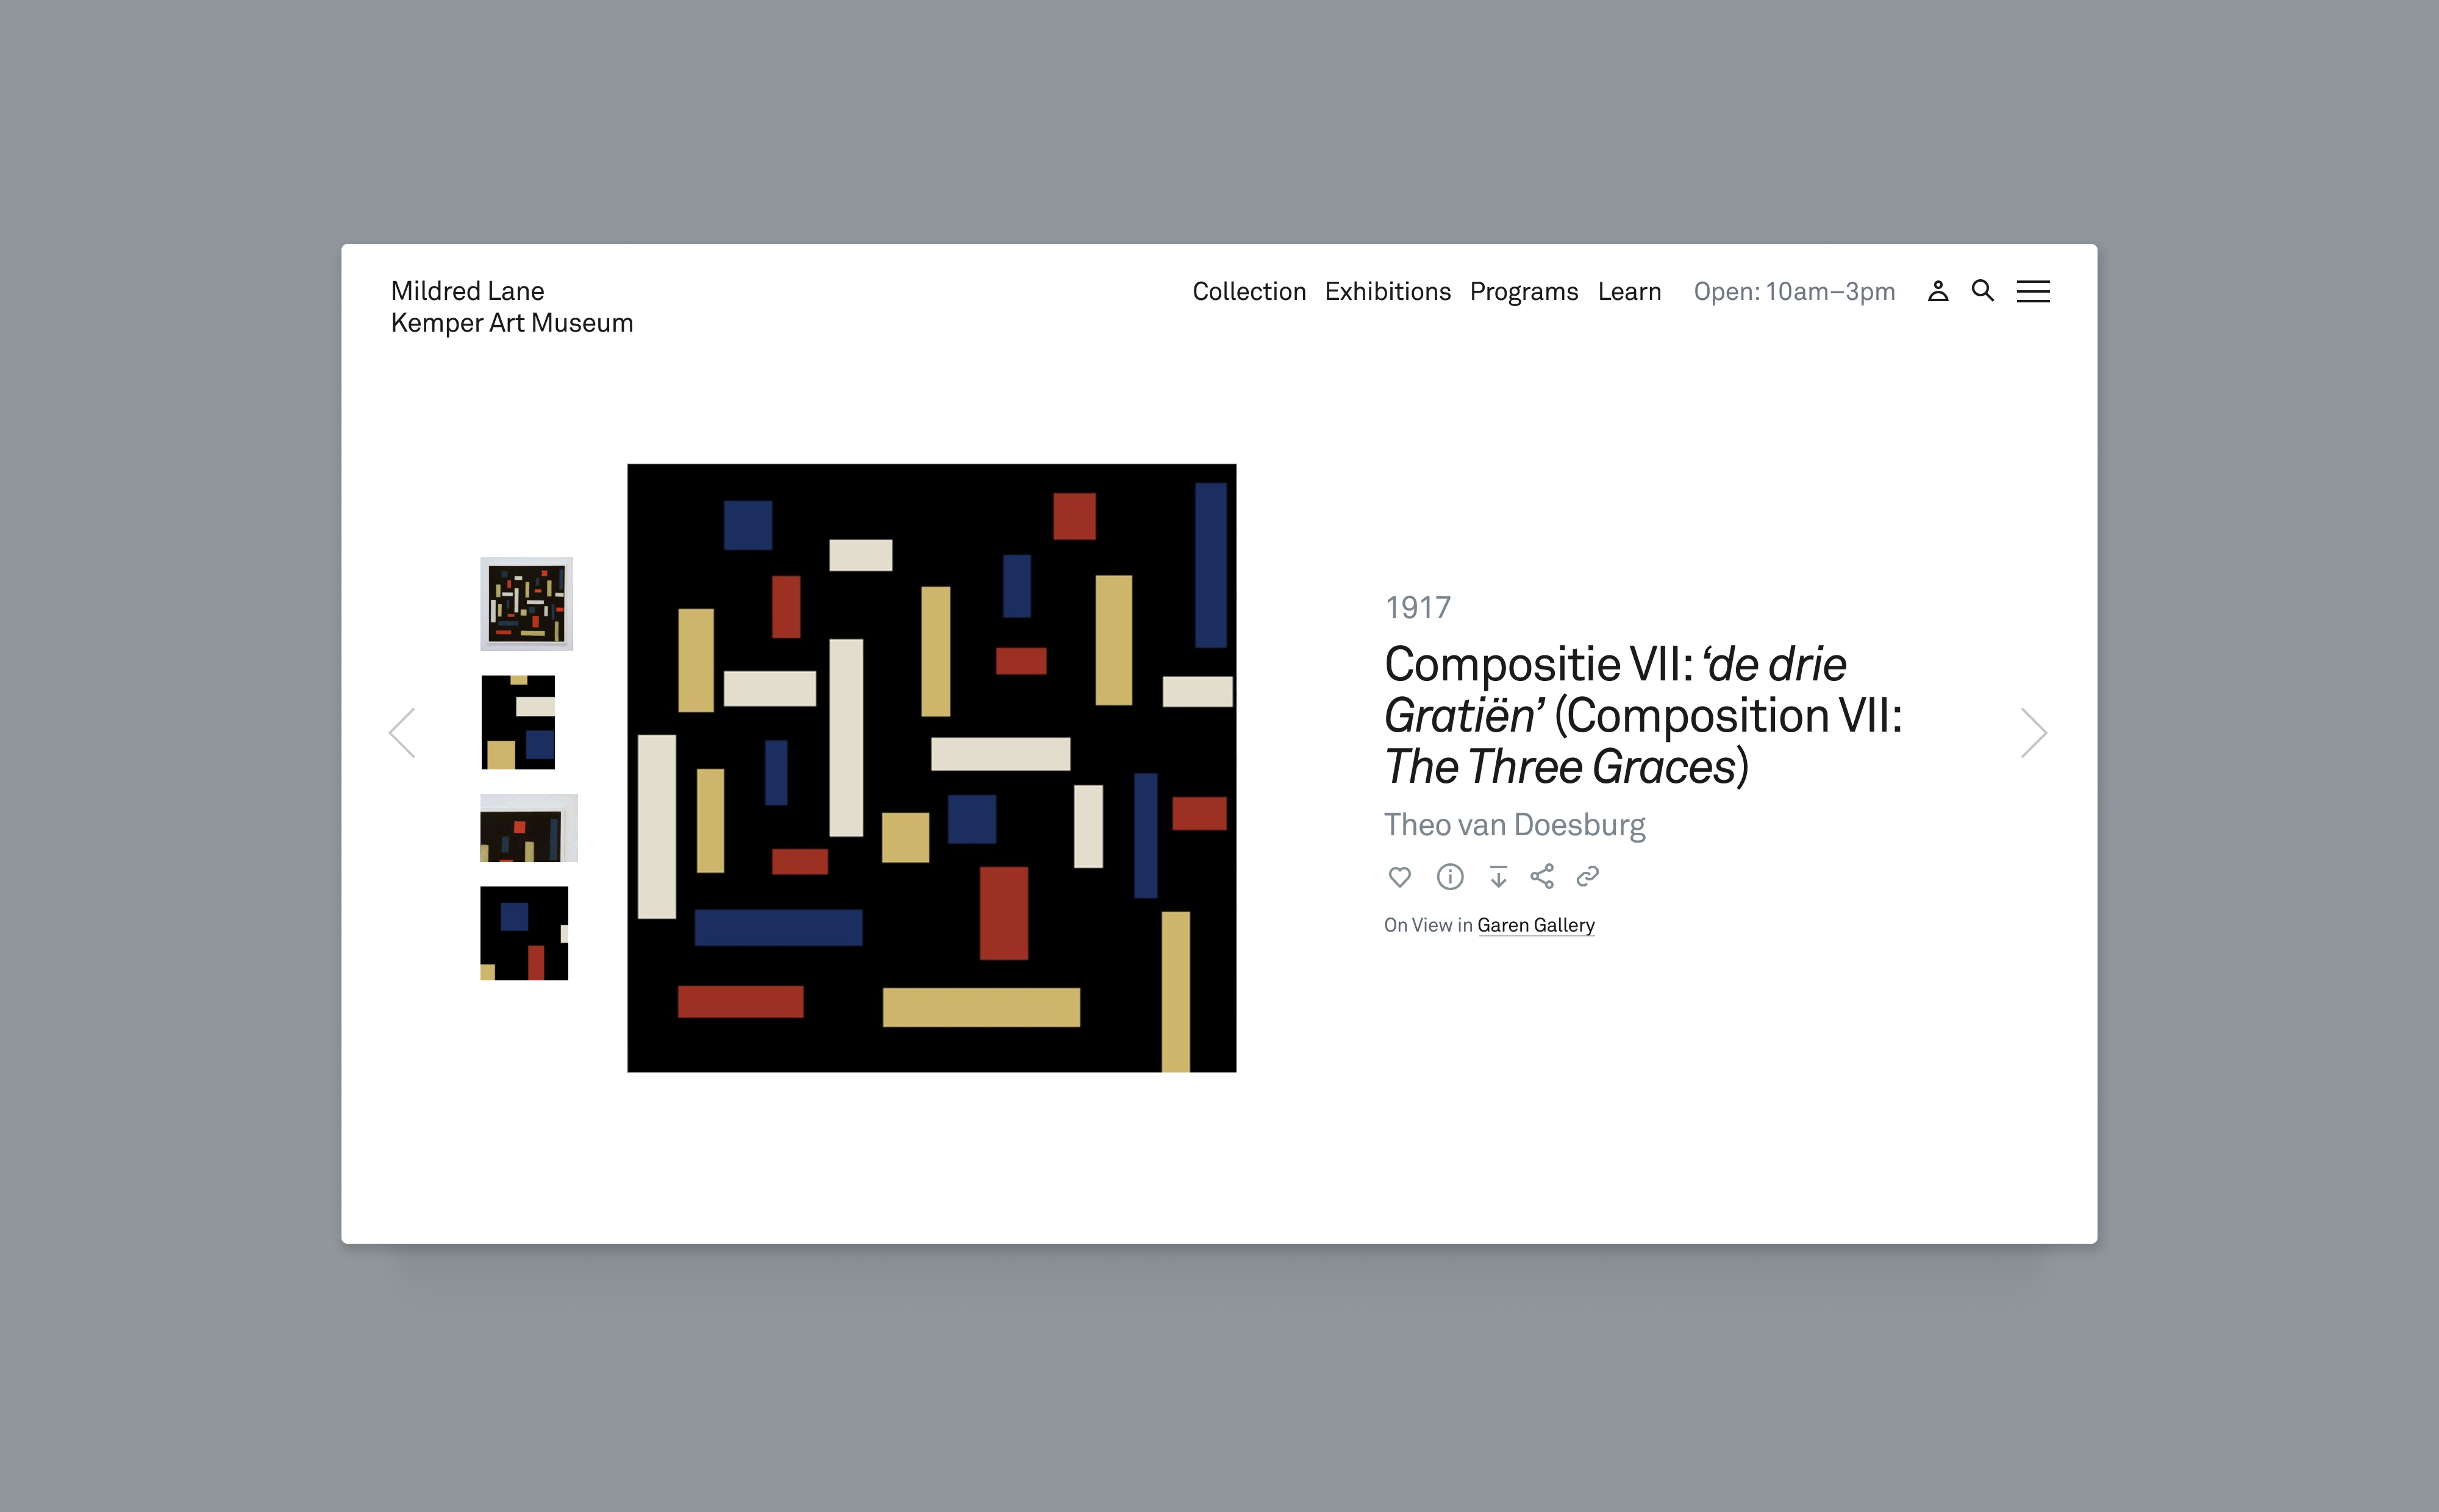 Mildred Lane
Kemper Art Museum
Collection Exhibitions Programs Learn Open: 10am–3pm
1917
Compositie VII: ‘de drie
Gratiën’ (Composition VII:
The Three Graces)
Theo van Doesburg
On View in Garen Gallery